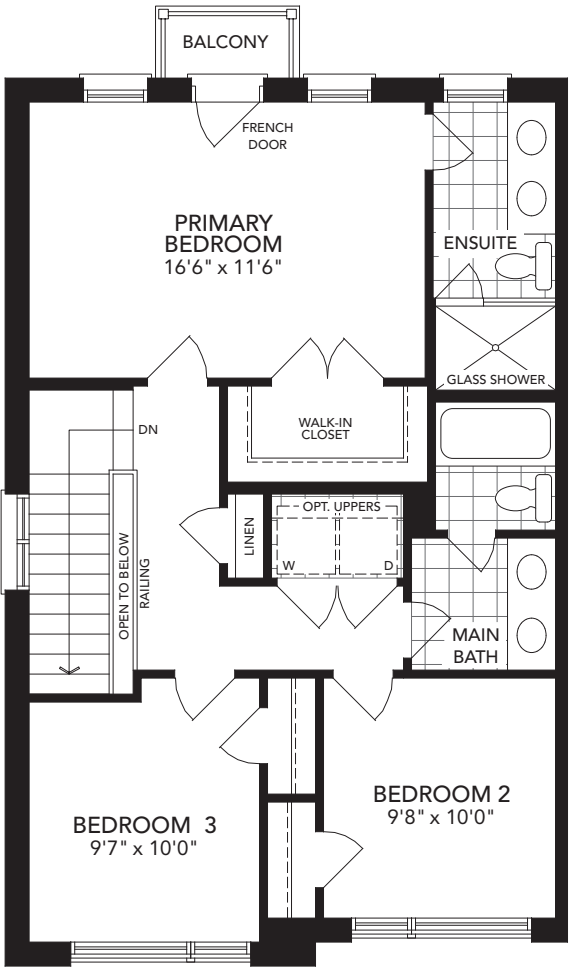 BALCONY
FRENCH
DOOR
PRIMARY
BEDROOM
16'6" x 11'6"
ENSUITE
GLASS SHOWER
WALK-IN
CLOSET
DN
OPT. UPPERS
LINEN
W
D
OPEN TO BELOW
RAILING
MAIN
BATH
BEDROOM 2
9'8" x 10'0"
BEDROOM 3
9'7" x 10'0"